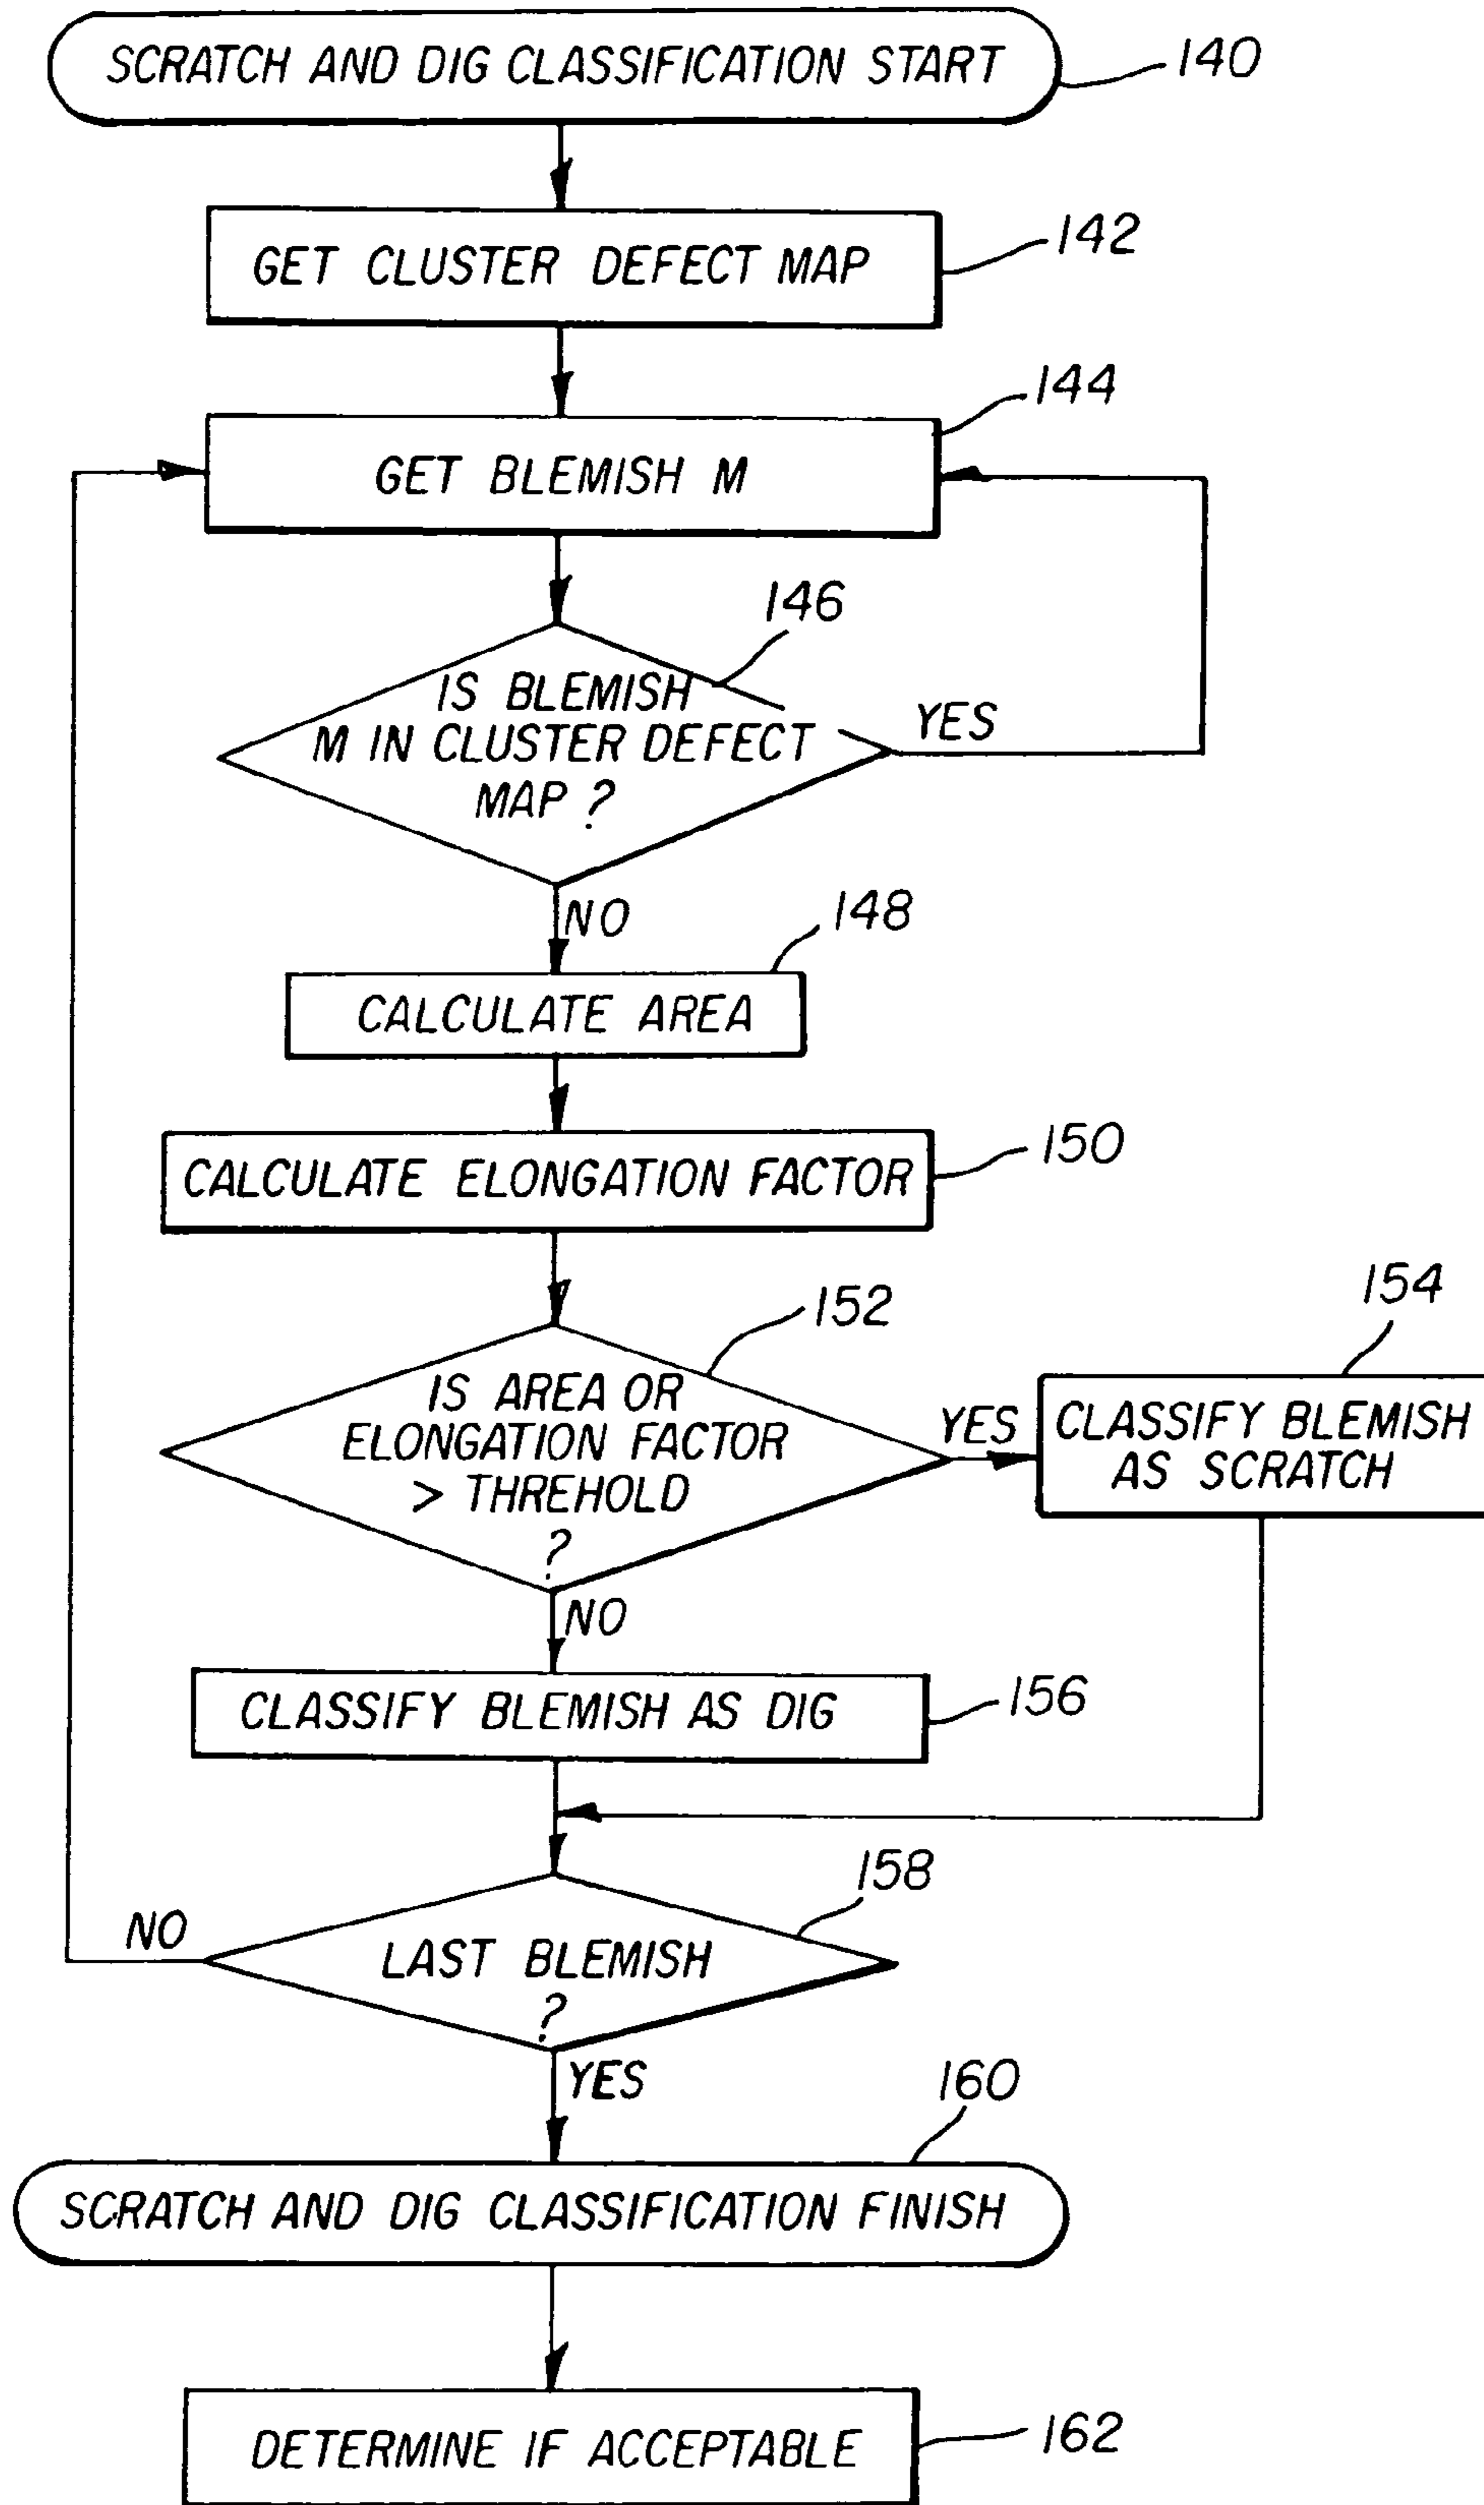 SCRATCH AND DIG CLASSIFICATION START
140
GET CLUSTER DEFECT MAP
142
144
GET BLEMISH M
146
IS BLEMISH
M IN CLUSTER DEFECT
MAP ?
YES
NO
148
CALCULATE AREA
CALCULATE ELONGATION FACTOR
150
152
154
IS AREA OR
ELONGATION FACTOR
> THREHOLD
?
YES
CLASSIFY BLEMISH
AS SCRATCH
NO
CLASSIFY BLEMISH AS DIG
156
158
NO
LAST BLEMISH
?
YES
160
SCRATCH AND DIG CLASSIFICATION FINISH
DETERMINE IF ACCEPTABLE
162